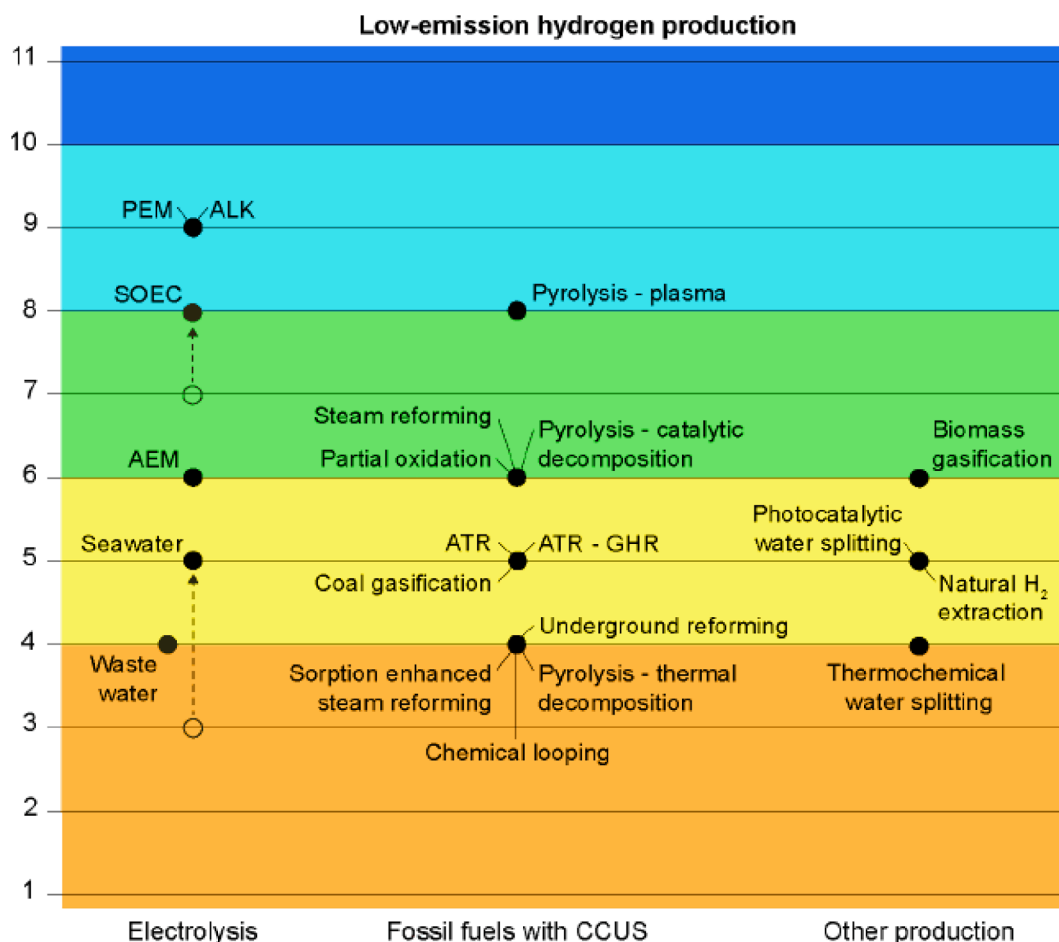 Low-emission hydrogen production
11
10
PEM ALK
9
SOEC
Pyrolysis - plasma
8
7
Steam reforming
Pyrolysis - catalytic
decomposition
Partial oxidation
Biomass
gasification
AEM
6
Photocatalytic
water splitting
Seawater
ATR
ATR - GHR
5
Coal gasification
Natural H₂
extraction
Underground reforming
4
Waste
water
Sorption enhanced
steam reforming
Pyrolysis - thermal
decomposition
Thermochemical
water splitting
3
Chemical looping
2
1
Electrolysis
Fossil fuels with CCUS
Other production